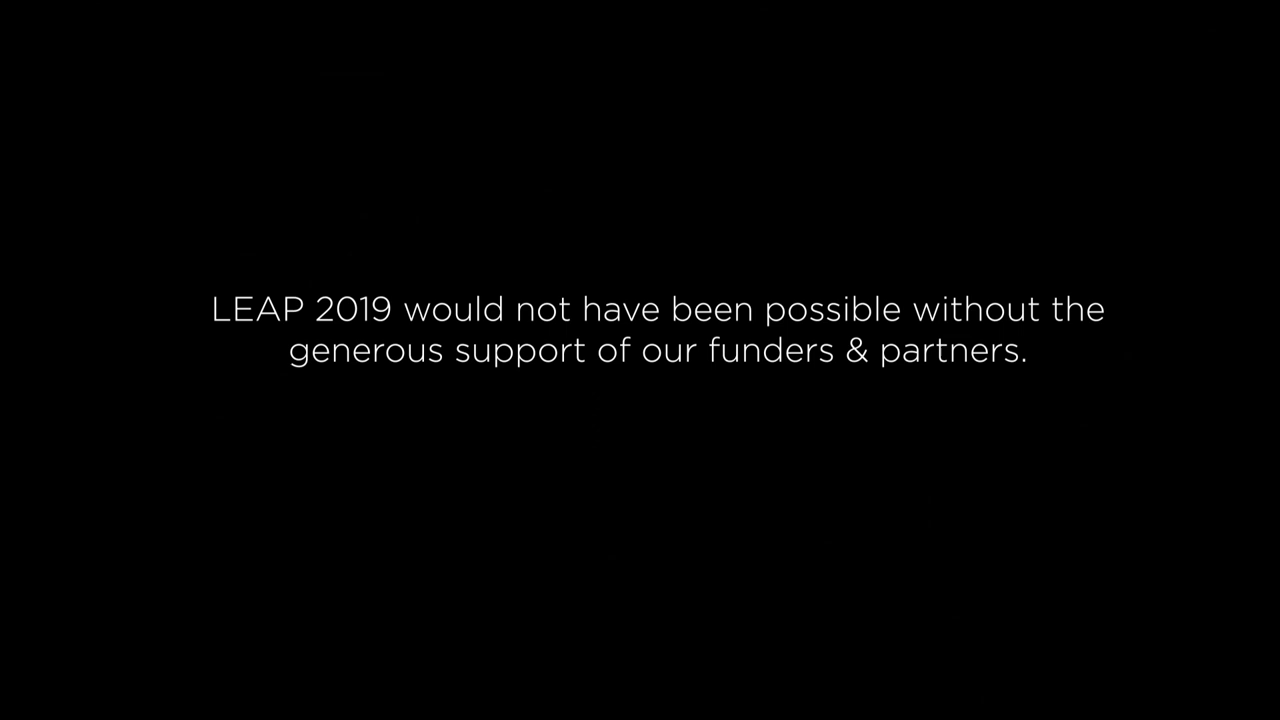 LEAP 2019 would not have been possible without the
generous support of our funders & partners.